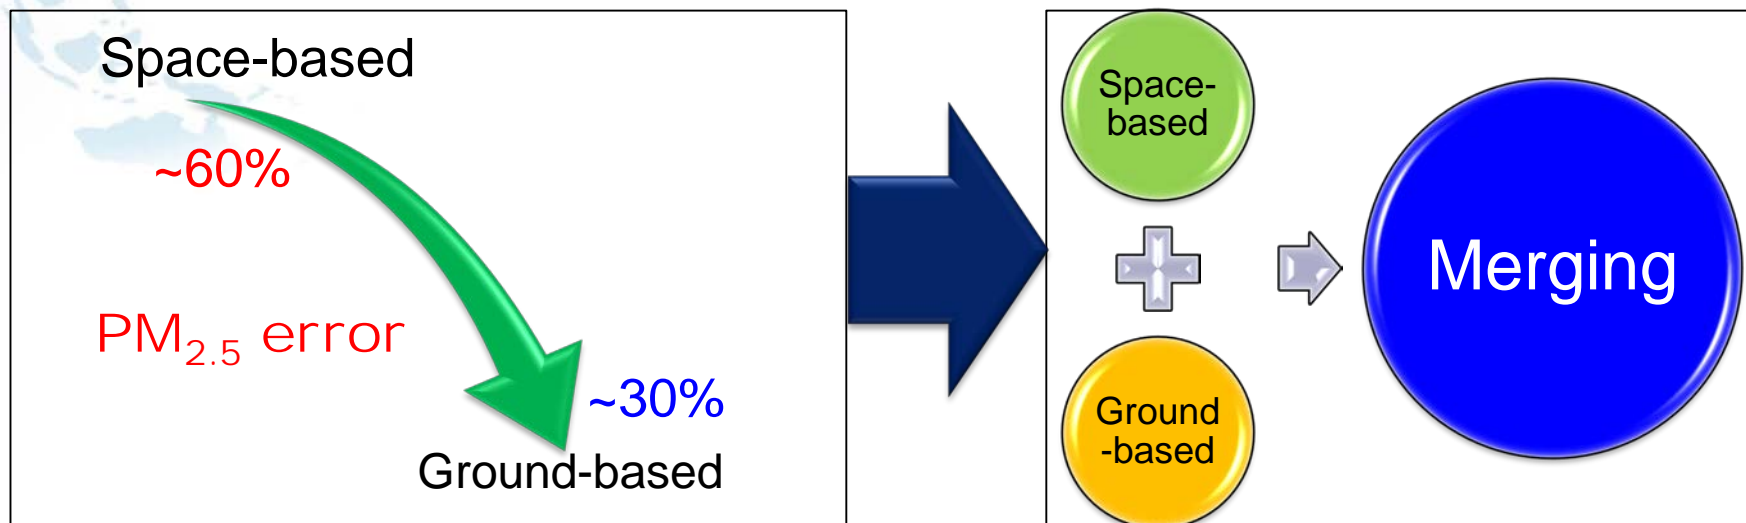 Space-based
~60%
PM₂.₅ error
~30%
Ground-based
Space-
based
Ground
-based
Merging